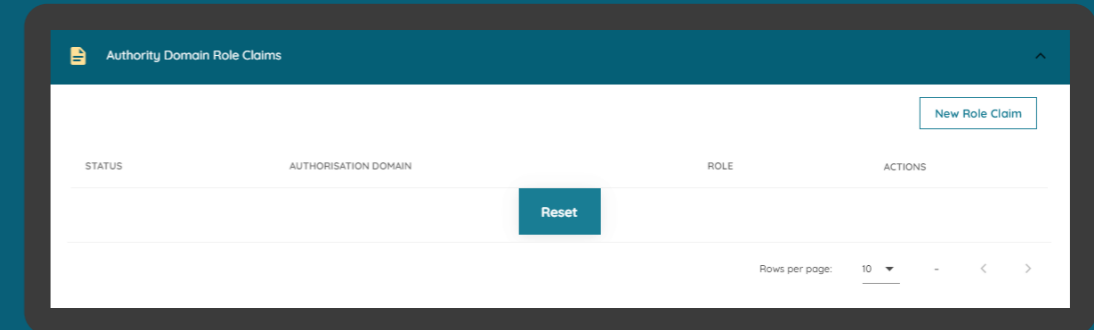 Authority Domain Role Claims
New Role Claim
STATUS AUTHORISATION DOMAIN ROLE ACTIONS
Reset
Rows per page: 10 –